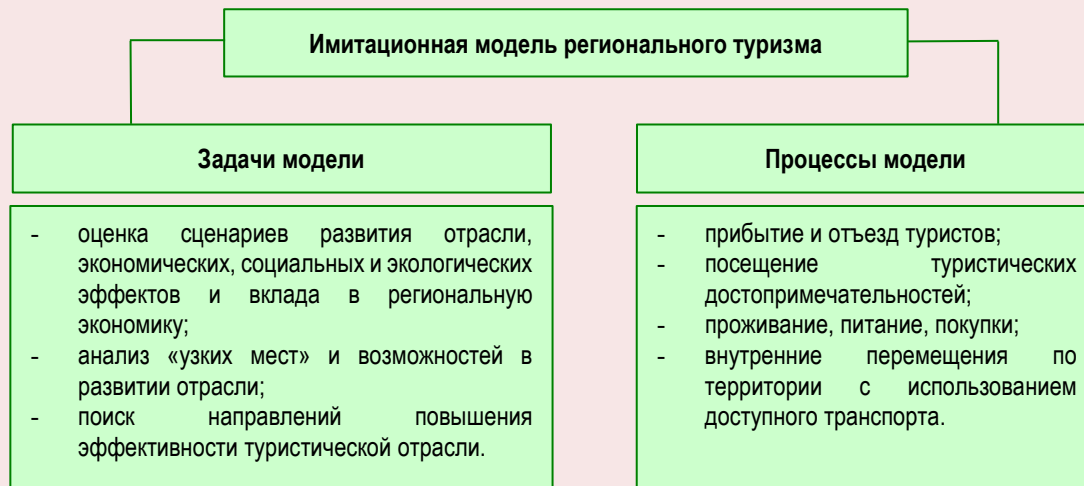 Имитационная модель регионального туризма
Задачи модели
- оценка сценариев развития отрасли,
экономических, социальных и экологических
эффектов и вклада в региональную
экономику;
- анализ «узких мест» и возможностей в
развитии отрасли;
- поиск направлений повышения
эффективности туристической отрасли.
Процессы модели
- прибытие и отъезд туристов;
- посещение туристических
достопримечательностей;
- проживание, питание, покупки;
- внутренние перемещения по
территории с использованием
доступного транспорта.